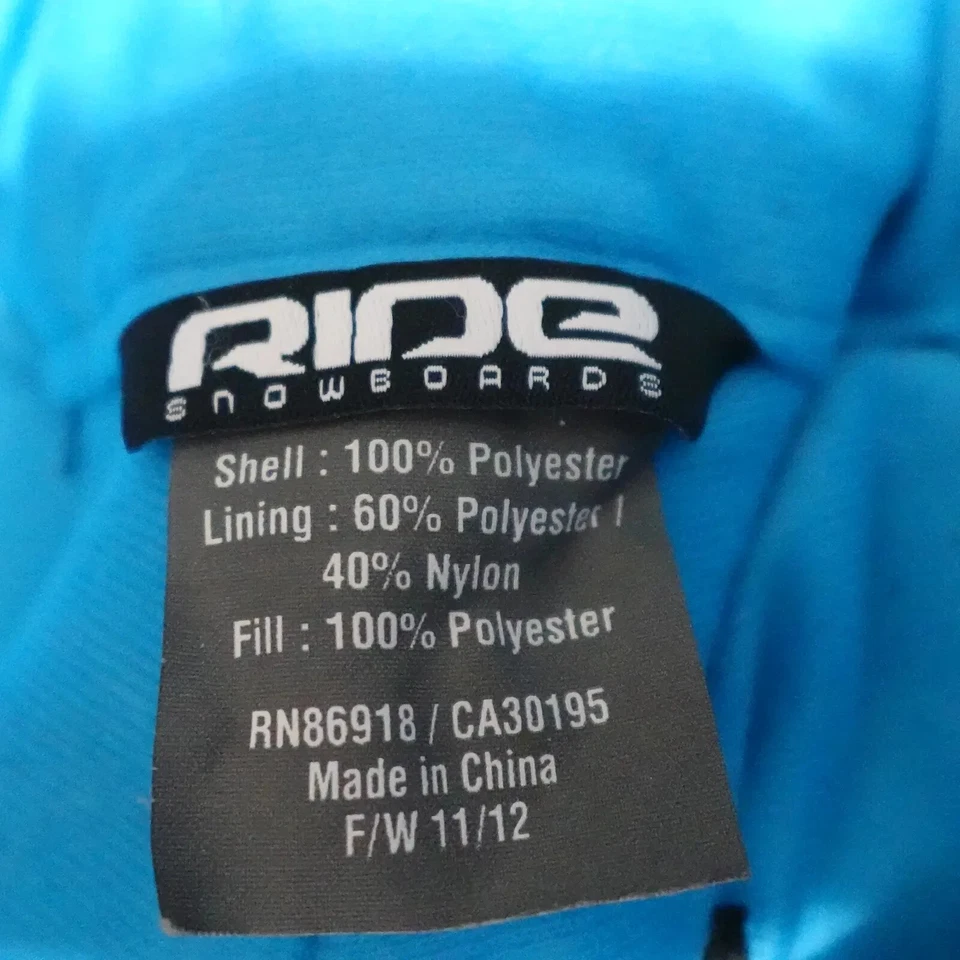 RIDE
SNOWBOARDS
Shell : 100% Polyester
Lining : 60% Polyester /
40% Nylon
Fill : 100% Polyester
RN86918 / CA30195
Made in China
F/W 11/12